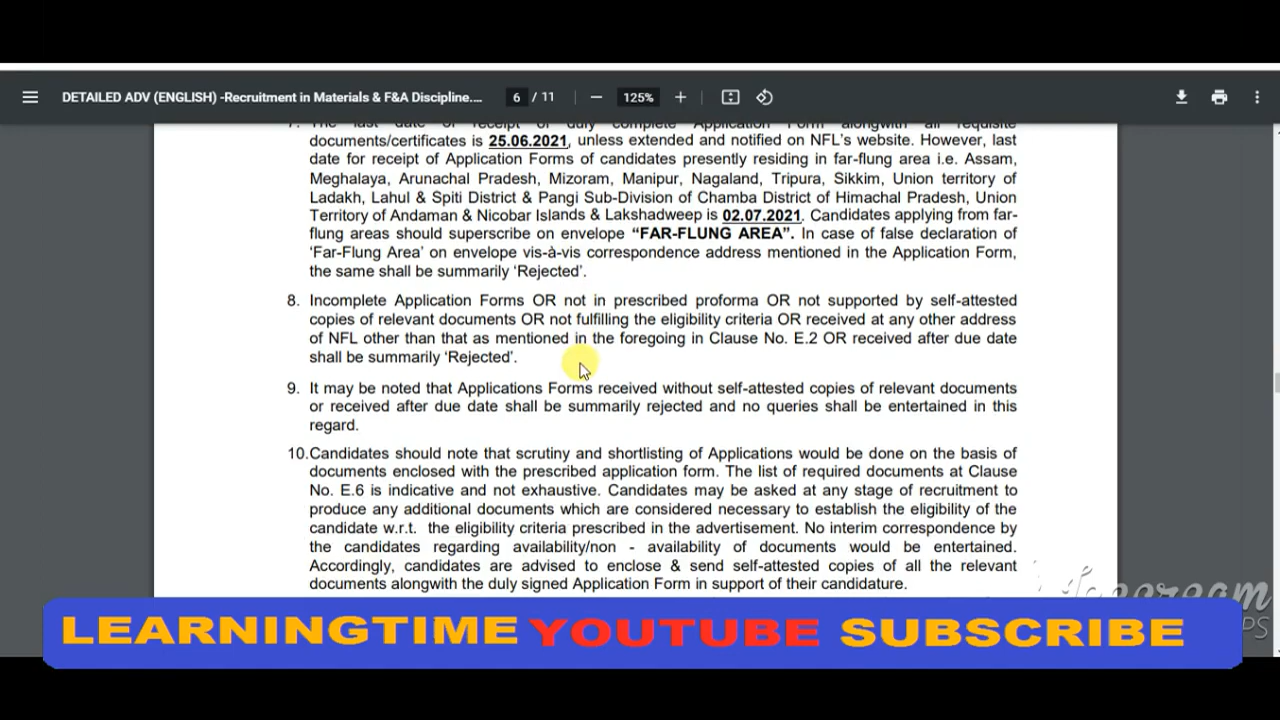 DETAILED ADV (ENGLISH) -Recruitment in Materials & F&A Discipline.... 6 / 11 125%
7. The last date of receipt of duly complete Application Form alongwith all requisite
documents/certificates is 25.06.2021, unless extended and notified on NFL's website. However, last
date for receipt of Application Forms of candidates presently residing in far-flung area i.e. Assam,
Meghalaya, Arunachal Pradesh, Mizoram, Manipur, Nagaland, Tripura, Sikkim, Union territory of
Ladakh, Lahul & Spiti District & Pangi Sub-Division of Chamba District of Himachal Pradesh, Union
Territory of Andaman & Nicobar Islands & Lakshadweep is 02.07.2021. Candidates applying from far-
flung areas should superscribe on envelope “FAR-FLUNG AREA”. In case of false declaration of
‘Far-Flung Area’ on envelope vis-à-vis correspondence address mentioned in the Application Form,
the same shall be summarily ‘Rejected’.
8. Incomplete Application Forms OR not in prescribed proforma OR not supported by self-attested
copies of relevant documents OR not fulfilling the eligibility criteria OR received at any other address
of NFL other than that as mentioned in the foregoing in Clause No. E.2 OR received after due date
shall be summarily ‘Rejected’.
9. It may be noted that Applications Forms received without self-attested copies of relevant documents
or received after due date shall be summarily rejected and no queries shall be entertained in this
regard.
10.Candidates should note that scrutiny and shortlisting of Applications would be done on the basis of
documents enclosed with the prescribed application form. The list of required documents at Clause
No. E.6 is indicative and not exhaustive. Candidates may be asked at any stage of recruitment to
produce any additional documents which are considered necessary to establish the eligibility of the
candidate w.r.t. the eligibility criteria prescribed in the advertisement. No interim correspondence by
the candidates regarding availability/non - availability of documents would be entertained.
Accordingly, candidates are advised to enclose & send self-attested copies of all the relevant
documents alongwith the duly signed Application Form in support of their candidature.
LEARNINGTIME YOUTUBE SUBSCRIBE